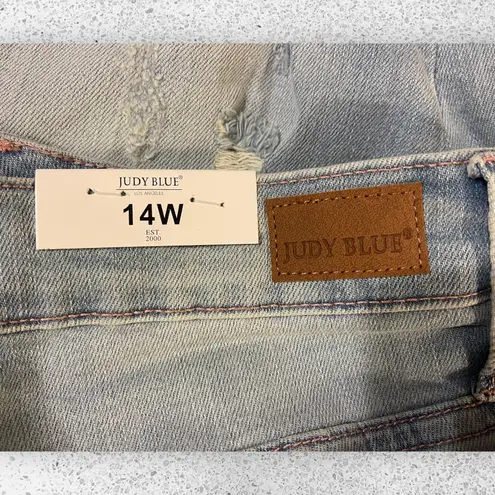 JUDY BLUE®
LOS ANGELES
14W
EST.
2000
JUDY BLUE®